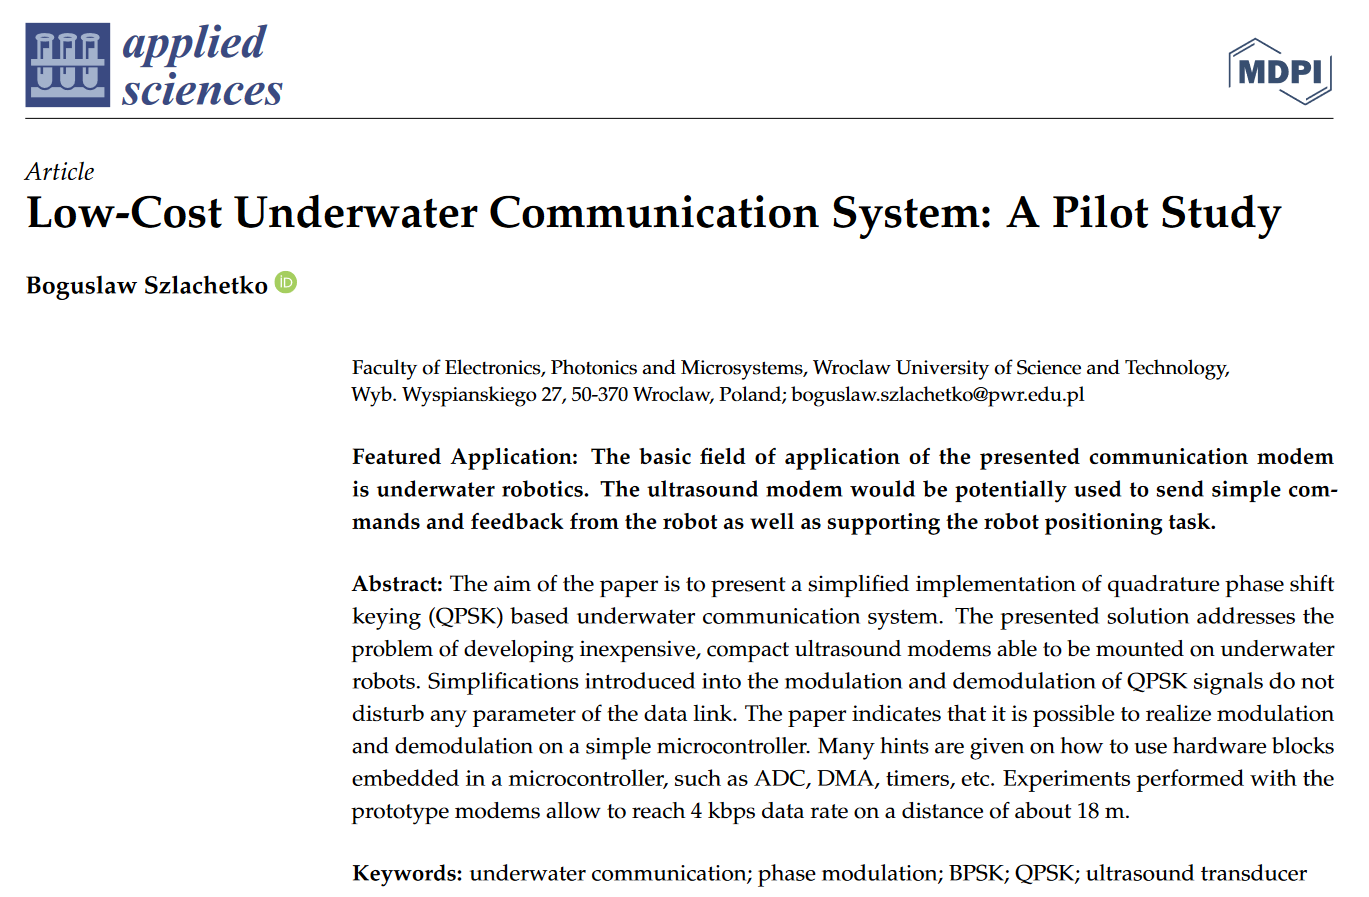 applied
sciences
MDPI
Article
Low-Cost Underwater Communication System: A Pilot Study
Boguslaw Szlachetko iD
Faculty of Electronics, Photonics and Microsystems, Wroclaw University of Science and Technology,
Wyb. Wyspianskiego 27, 50-370 Wroclaw, Poland; boguslaw.szlachetko@pwr.edu.pl
Featured Application: The basic field of application of the presented communication modem
is underwater robotics. The ultrasound modem would be potentially used to send simple com-
mands and feedback from the robot as well as supporting the robot positioning task.
Abstract: The aim of the paper is to present a simplified implementation of quadrature phase shift
keying (QPSK) based underwater communication system. The presented solution addresses the
problem of developing inexpensive, compact ultrasound modems able to be mounted on underwater
robots. Simplifications introduced into the modulation and demodulation of QPSK signals do not
disturb any parameter of the data link. The paper indicates that it is possible to realize modulation
and demodulation on a simple microcontroller. Many hints are given on how to use hardware blocks
embedded in a microcontroller, such as ADC, DMA, timers, etc. Experiments performed with the
prototype modems allow to reach 4 kbps data rate on a distance of about 18 m.
Keywords: underwater communication; phase modulation; BPSK; QPSK; ultrasound transducer